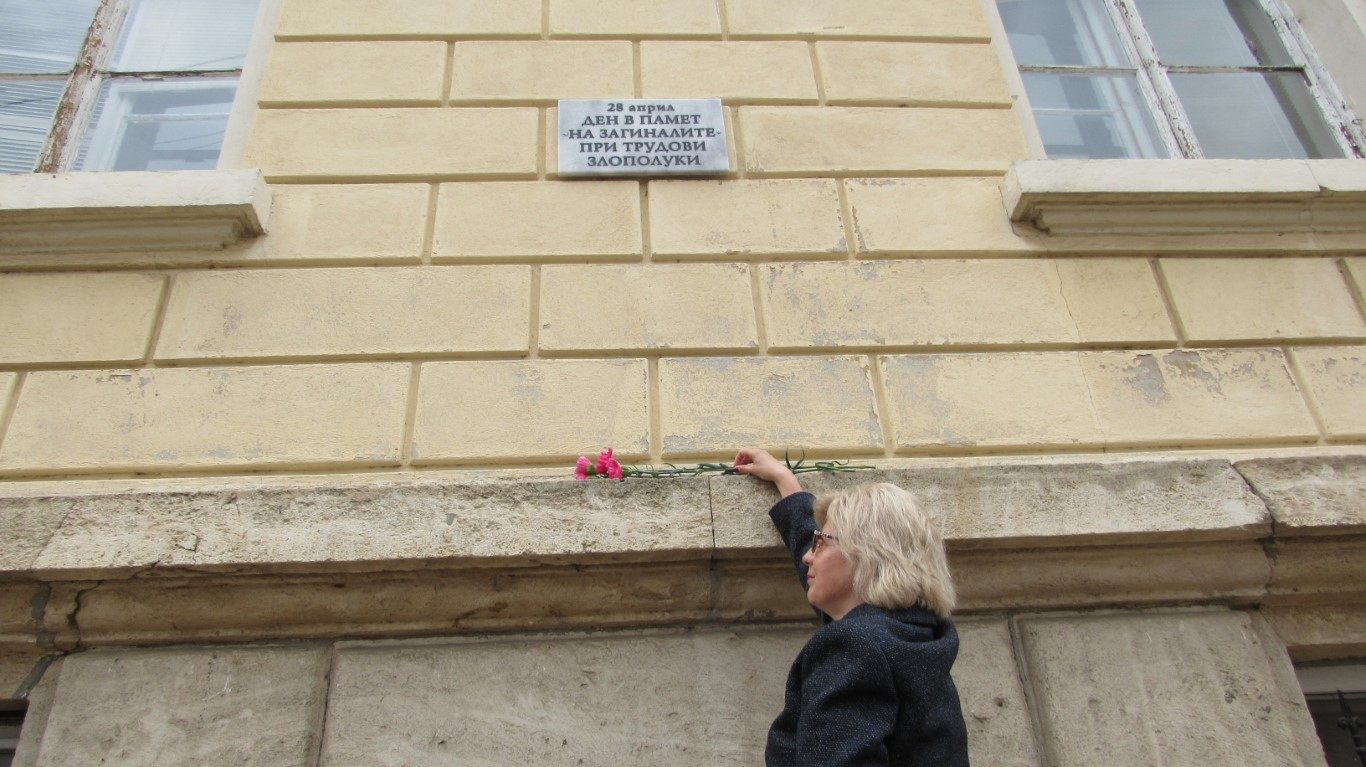 28 април
ДЕН В ПАМЕТ
НА ЗАГИНАЛИТЕ
ПРИ ТРУДОВИ
ЗЛОПОЛУКИ